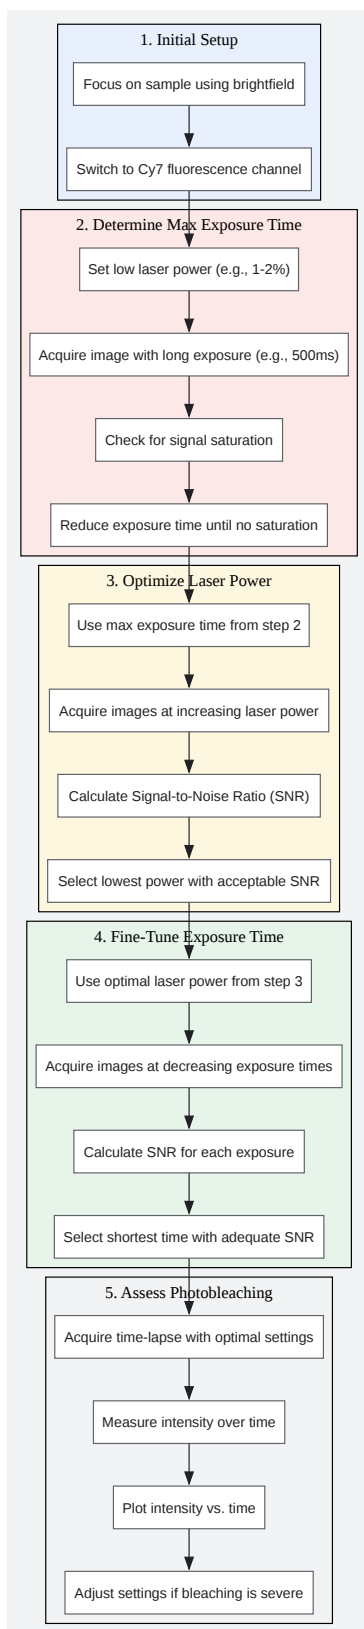 1. Initial Setup
Focus on sample using brightfield
Switch to Cy7 fluorescence channel
2. Determine Max Exposure Time
Set low laser power (e.g., 1-2%)
Acquire image with long exposure (e.g., 500ms)
Check for signal saturation
Reduce exposure time until no saturation
3. Optimize Laser Power
Use max exposure time from step 2
Acquire images at increasing laser power
Calculate Signal-to-Noise Ratio (SNR)
Select lowest power with acceptable SNR
4. Fine-Tune Exposure Time
Use optimal laser power from step 3
Acquire images at decreasing exposure times
Calculate SNR for each exposure
Select shortest time with adequate SNR
5. Assess Photobleaching
Acquire time-lapse with optimal settings
Measure intensity over time
Plot intensity vs. time
Adjust settings if bleaching is severe